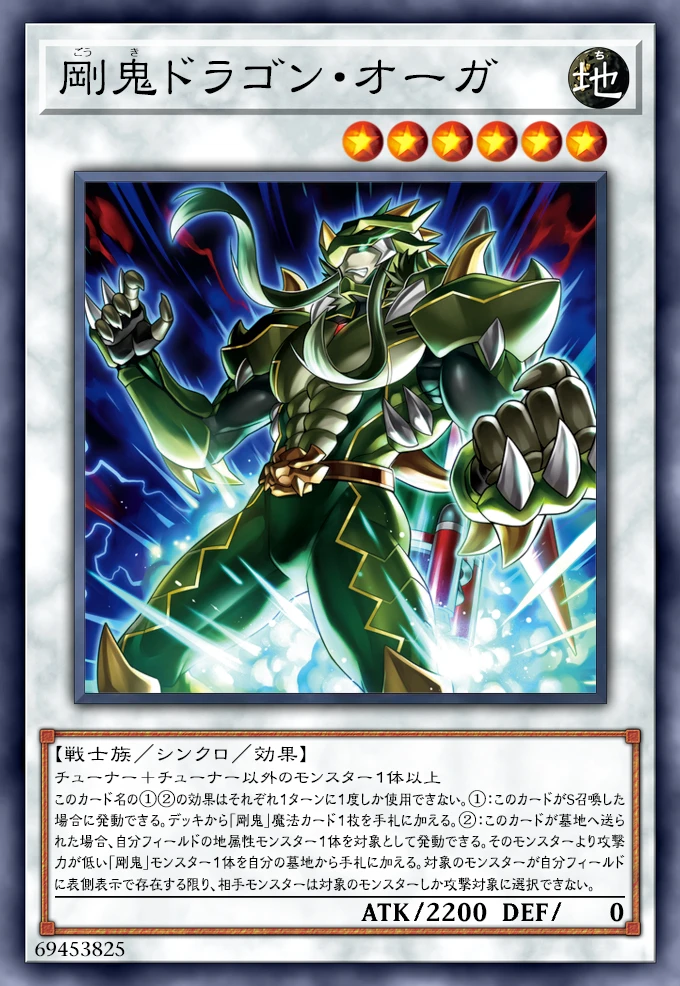 ごう き
剛鬼ドラゴン・オーガ
ち
地
【戦士族／シンクロ／効果】
チューナー＋チューナー以外のモンスター1体以上
このカード名の①②の効果はそれぞれ1ターンに1度しか使用できない。①：このカードがS召喚した
場合に発動できる。デッキから「剛鬼」魔法カード1枚を手札に加える。②：このカードが墓地へ送ら
れた場合、自分フィールドの地属性モンスター1体を対象として発動できる。そのモンスターより攻撃
力が低い「剛鬼」モンスター1体を自分の墓地から手札に加える。対象のモンスターが自分フィールド
に表側表示で存在する限り、相手モンスターは対象のモンスターしか攻撃対象に選択できない。
ATK/2200 DEF/ 0
69453825